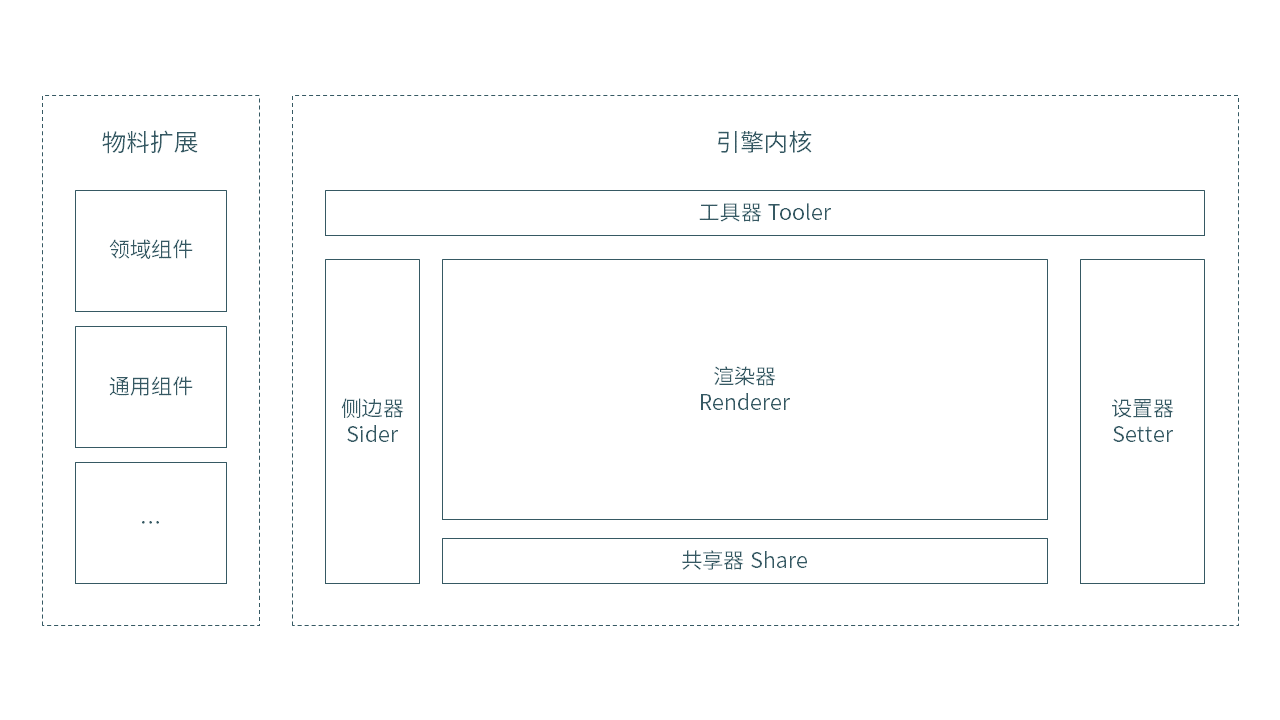 物料扩展
领域组件
通用组件
...
引擎内核
工具器 Tooler
侧边器
Sider
渲染器
Renderer
共享器 Share
设置器
Setter